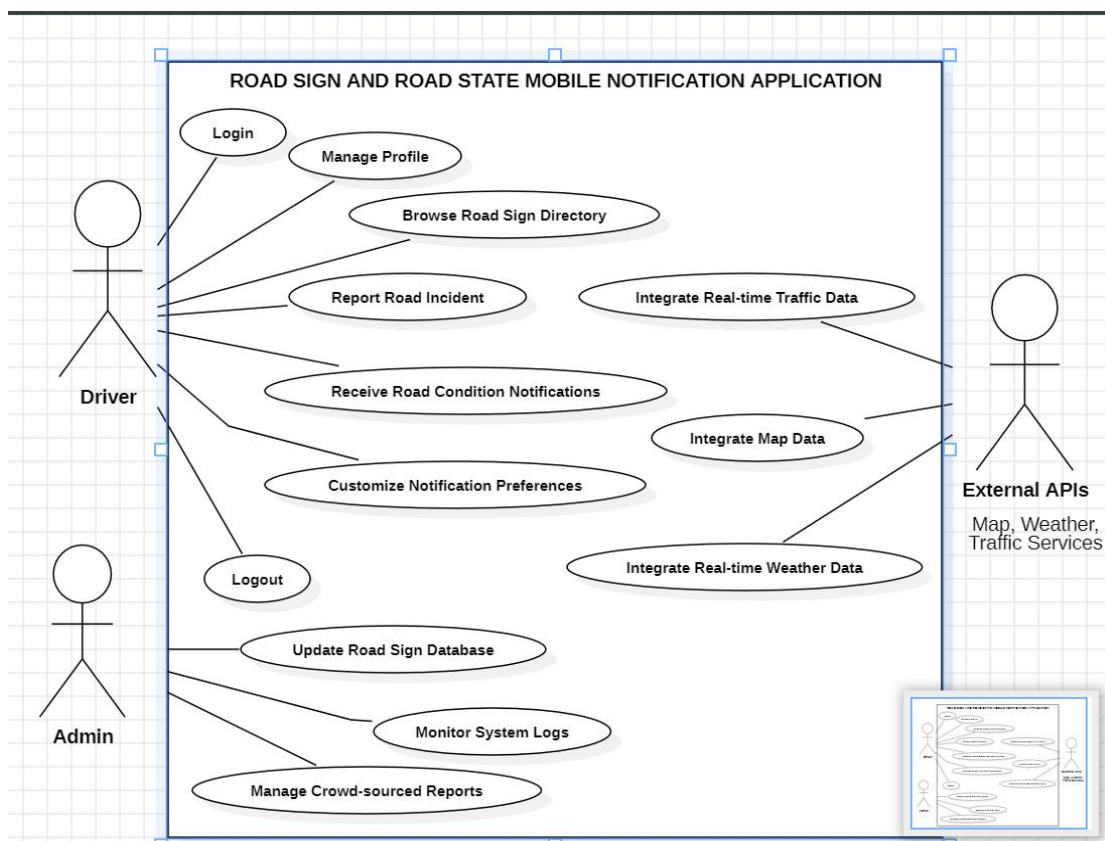 ROAD SIGN AND ROAD STATE MOBILE NOTIFICATION APPLICATION
Login
Manage Profile
Browse Road Sign Directory
Report Road Incident
Integrate Real-time Traffic Data
Driver
Receive Road Condition Notifications
Integrate Map Data
Customize Notification Preferences
External APIs
Map, Weather,
Traffic Services
Integrate Real-time Weather Data
Logout
Update Road Sign Database
Admin
Monitor System Logs
Manage Crowd-sourced Reports